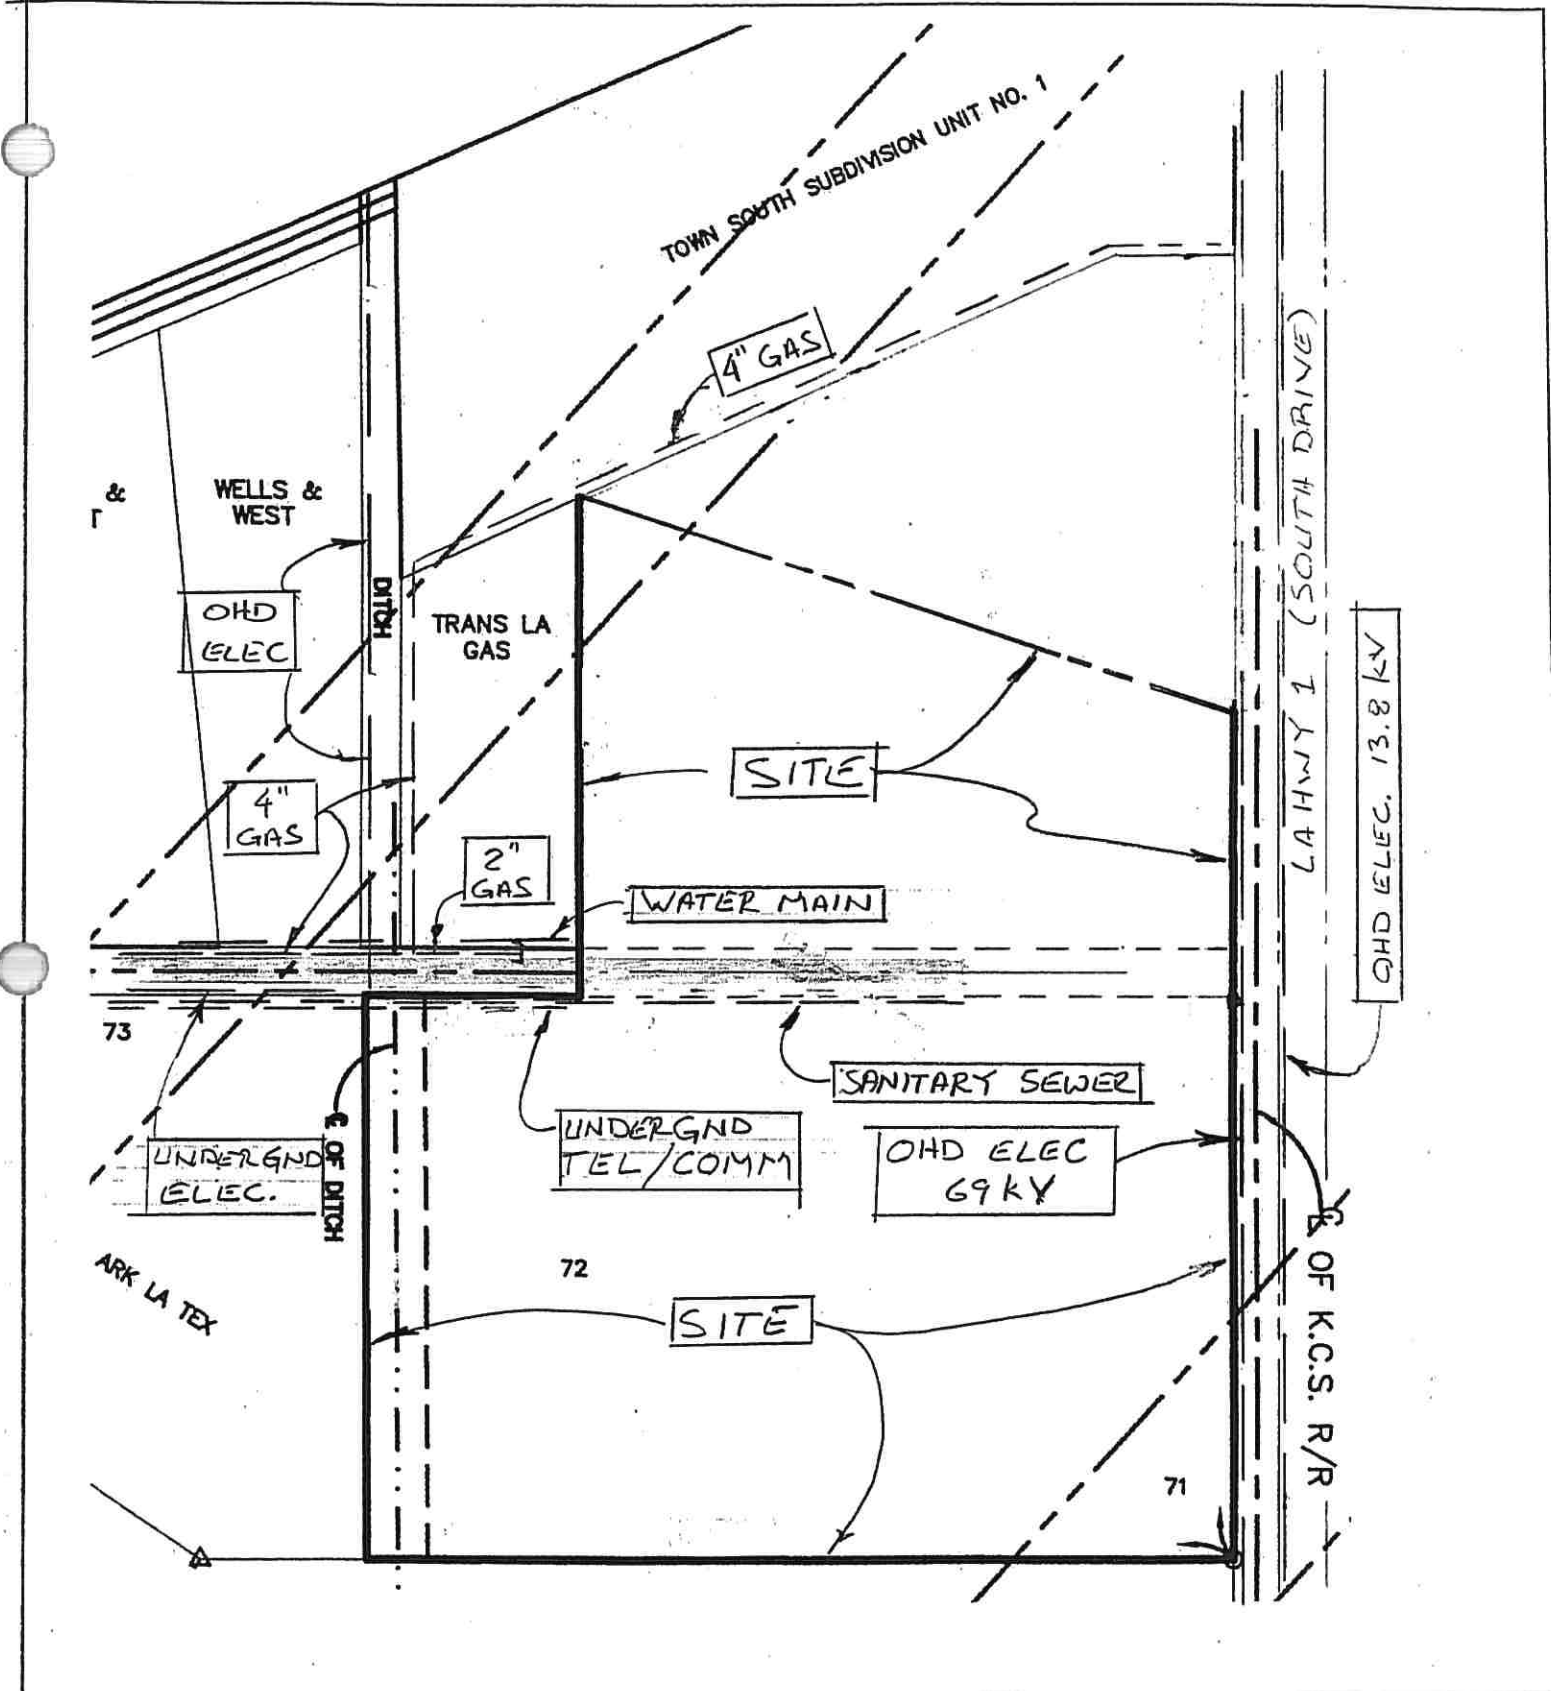 TOWN SOUTH SUBDIVISION UNIT NO. 1
4" GAS
LA HWY 1 (SOUTH DRIVE)
&
WELLS &
WEST
OHD
ELEC
DITCH
TRANS LA
GAS
OHD ELEC. 13.8 kV
SITE
4"
GAS
2"
GAS
WATER MAIN
73
SANITARY SEWER
UNDERGND
ELEC.
℄ OF DITCH
UNDERGND
TEL/COMM
OHD ELEC
69 kV
℄ OF K.C.S. R/R
ARK LA TEX
72
SITE
71